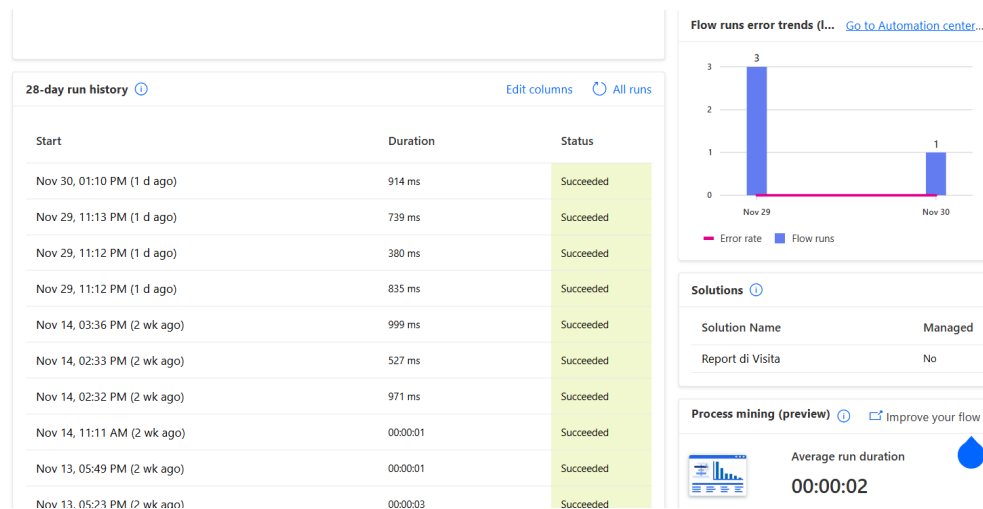 28-day run history
Edit columns
All runs
Start Duration Status
Nov 30, 01:10 PM (1 d ago) 914 ms Succeeded
Nov 29, 11:13 PM (1 d ago) 739 ms Succeeded
Nov 29, 11:12 PM (1 d ago) 380 ms Succeeded
Nov 29, 11:12 PM (1 d ago) 835 ms Succeeded
Nov 14, 03:36 PM (2 wk ago) 999 ms Succeeded
Nov 14, 02:33 PM (2 wk ago) 527 ms Succeeded
Nov 14, 02:32 PM (2 wk ago) 971 ms Succeeded
Nov 14, 11:11 AM (2 wk ago) 00:00:01 Succeeded
Nov 13, 05:49 PM (2 wk ago) 00:00:01 Succeeded
Nov 13, 05:23 PM (2 wk ago) 00:00:03 Succeeded
Flow runs error trends (l... Go to Automation center...
3
3
2
1
1
0
Nov 29 Nov 30
Error rate Flow runs
Solutions
Solution Name Managed
Report di Visita No
Process mining (preview) Improve your flow
Average run duration
00:00:02